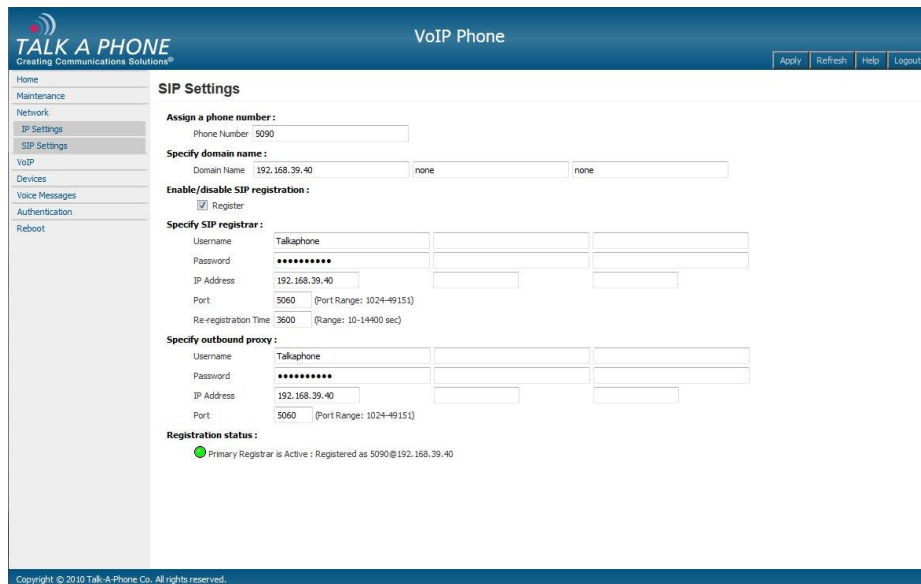 TALK A PHONE
Creating Communications Solutions®
VoIP Phone
Apply Refresh Help Logout
Home
Maintenance
Network
IP Settings
SIP Settings
VoIP
Devices
Voice Messages
Authentication
Reboot
SIP Settings
Assign a phone number :
Phone Number 5090
Specify domain name :
Domain Name 192.168.39.40 none none
Enable/disable SIP registration :
Register
Specify SIP registrar :
Username Talkaphone
Password ●●●●●●●●●●
IP Address 192.168.39.40
Port 5060 (Port Range: 1024-49151)
Re-registration Time 3600 (Range: 10-14400 sec)
Specify outbound proxy :
Username Talkaphone
Password ●●●●●●●●●●
IP Address 192.168.39.40
Port 5060 (Port Range: 1024-49151)
Registration status :
Primary Registrar is Active : Registered as 5090@192.168.39.40
Copyright © 2010 Talk-A-Phone Co. All rights reserved.